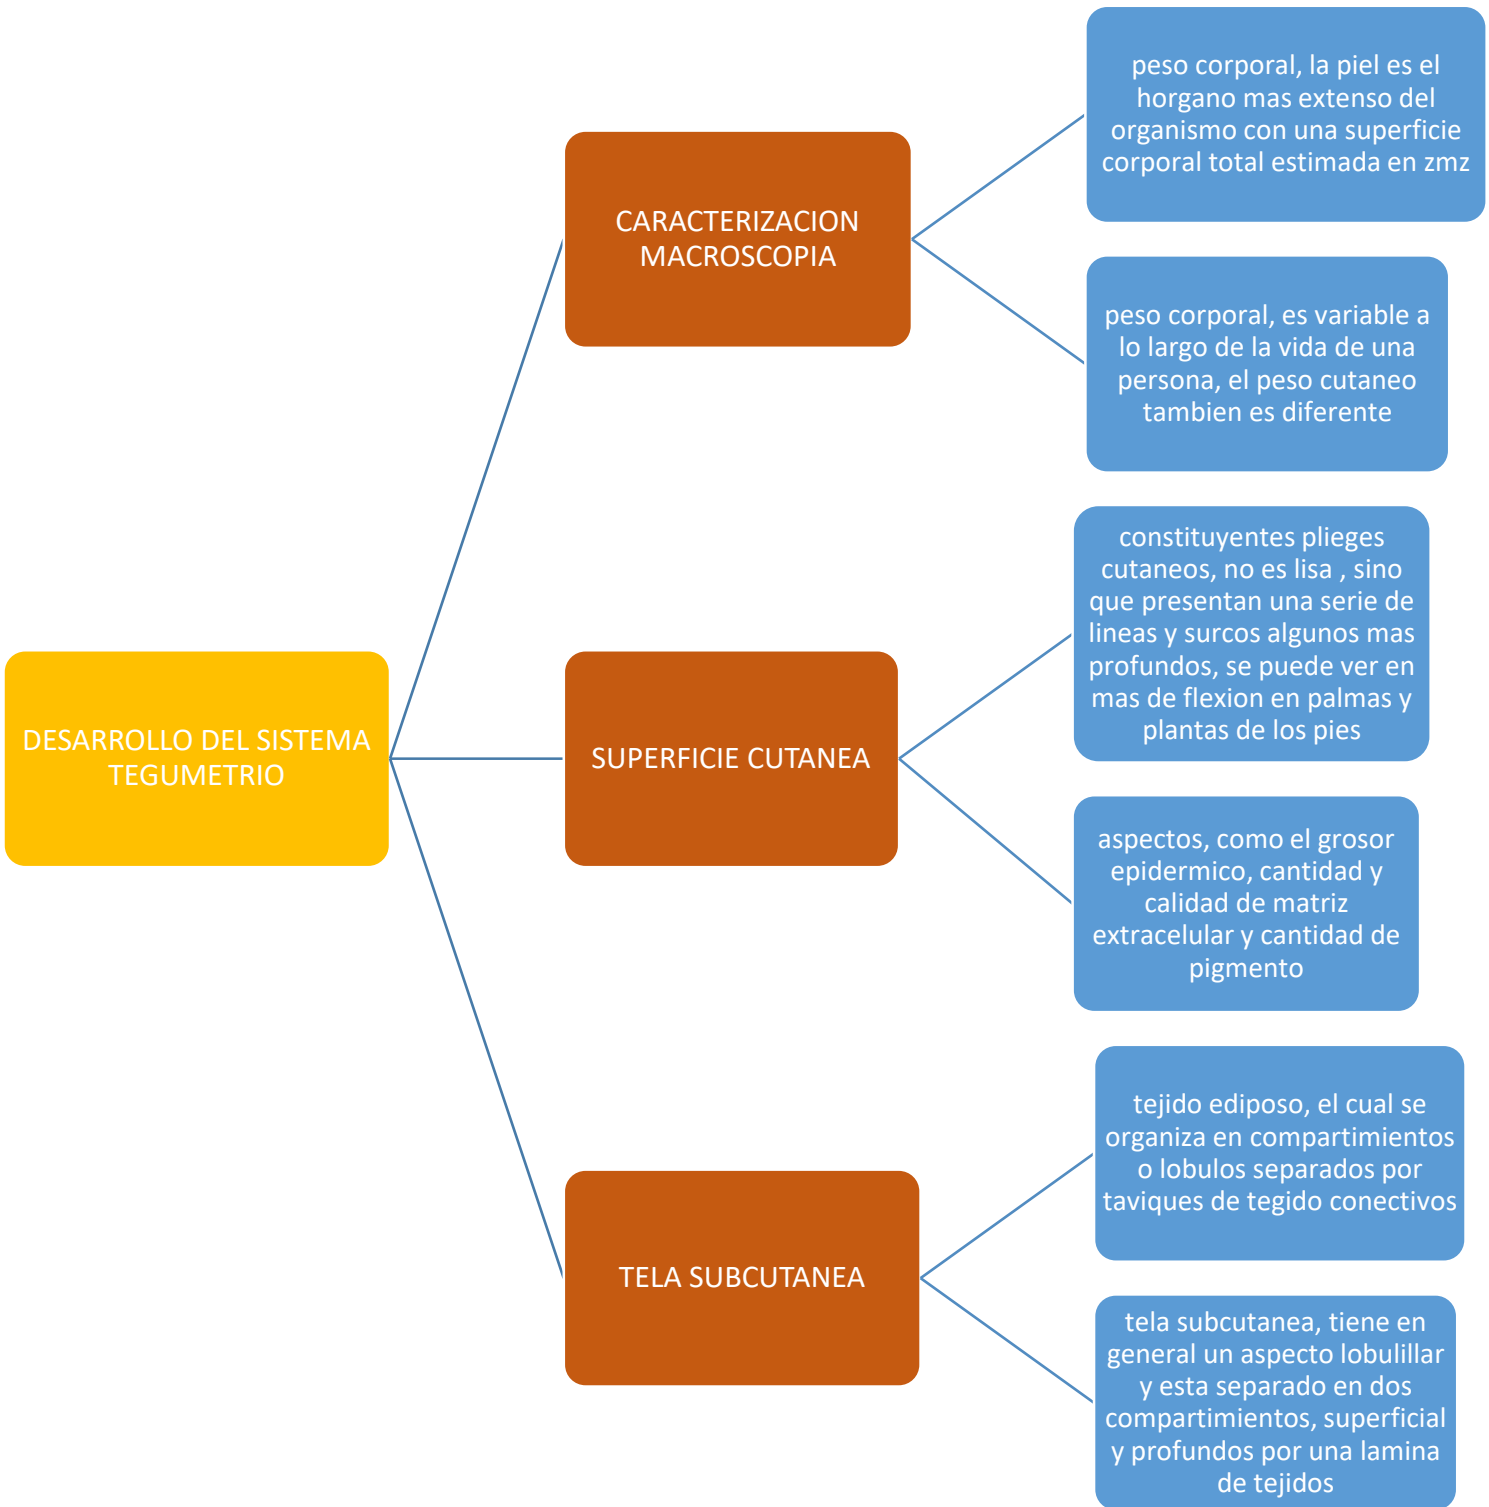 DESARROLLO DEL SISTEMA
TEGUMETRIO
CARACTERIZACION
MACROSCOPIA
peso corporal, la piel es el
horgano mas extenso del
organismo con una superficie
corporal total estimada en zmz
peso corporal, es variable a
lo largo de la vida de una
persona, el peso cutaneo
tambien es diferente
SUPERFICIE CUTANEA
constituyentes plieges
cutaneos, no es lisa , sino
que presentan una serie de
lineas y surcos algunos mas
profundos, se puede ver en
mas de flexion en palmas y
plantas de los pies
aspectos, como el grosor
epidermico, cantidad y
calidad de matriz
extracelular y cantidad de
pigmento
TELA SUBCUTANEA
tejido ediposo, el cual se
organiza en compartimientos
o lobulos separados por
taviques de tegido conectivos
tela subcutanea, tiene en
general un aspecto lobulillar
y esta separado en dos
compartimientos, superficial
y profundos por una lamina
de tejidos